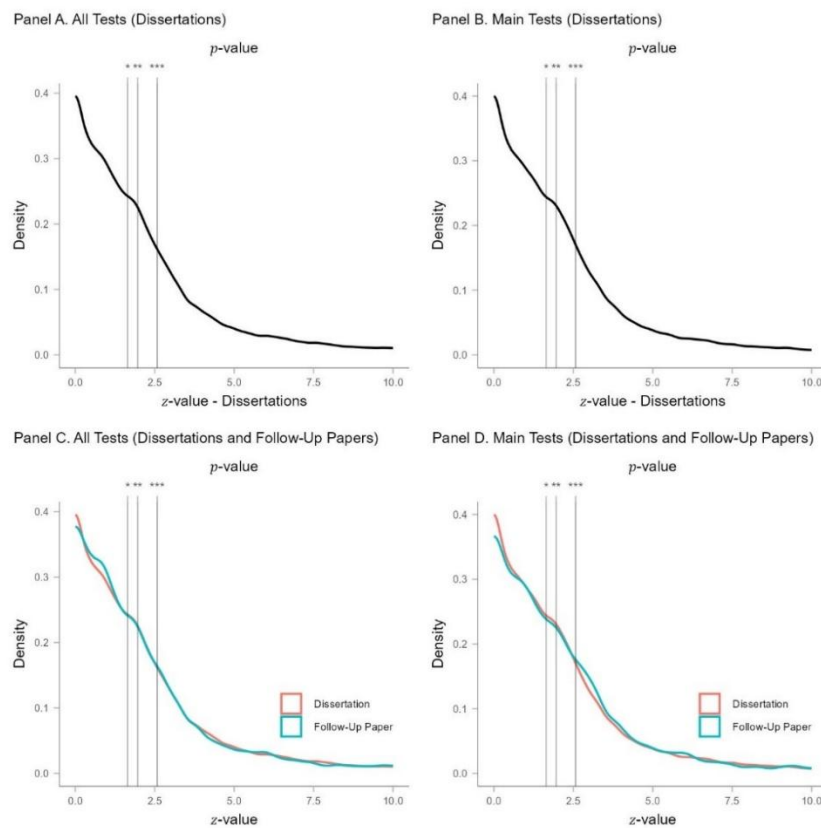 Panel A. All Tests (Dissertations)
p-value
* ** ***
0.4
0.3
0.2
0.1
0.0
Density
0.0 2.5 5.0 7.5 10.0
z-value - Dissertations
Panel B. Main Tests (Dissertations)
p-value
* ** ***
0.4
0.3
0.2
0.1
0.0
Density
0.0 2.5 5.0 7.5 10.0
z-value - Dissertations
Panel C. All Tests (Dissertations and Follow-Up Papers)
p-value
* ** ***
0.4
0.3
0.2
0.1
0.0
Density
Dissertation
Follow-Up Paper
0.0 2.5 5.0 7.5 10.0
z-value
Panel D. Main Tests (Dissertations and Follow-Up Papers)
p-value
* ** ***
0.4
0.3
0.2
0.1
0.0
Density
Dissertation
Follow-Up Paper
0.0 2.5 5.0 7.5 10.0
z-value